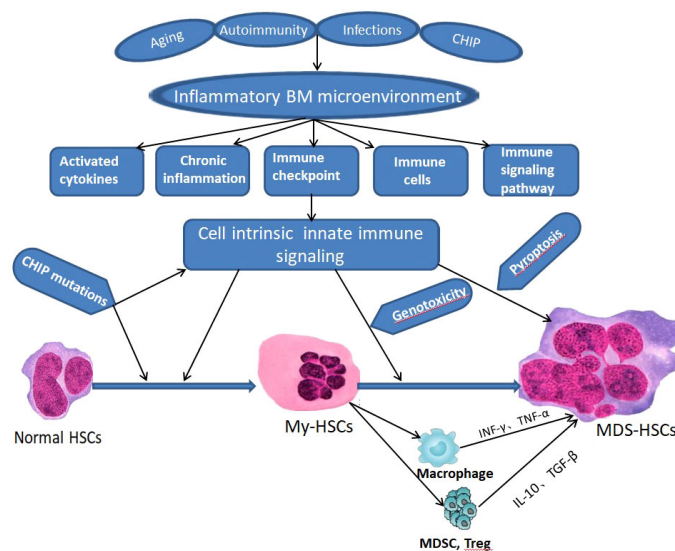 Aging
Autoimmunity
Infections
CHIP
Inflammatory BM microenvironment
Activated
cytokines
Chronic
inflammation
Immune
checkpoint
Immune
cells
Immune
signaling
pathway
Cell intrinsic innate immune
signaling
CHIP mutations
Genotoxicity
Pyroptosis
Normal HSCs
My-HSCs
MDS-HSCs
Macrophage
INF-γ、TNF-α
IL-10、TGF-β
MDSC, Treg